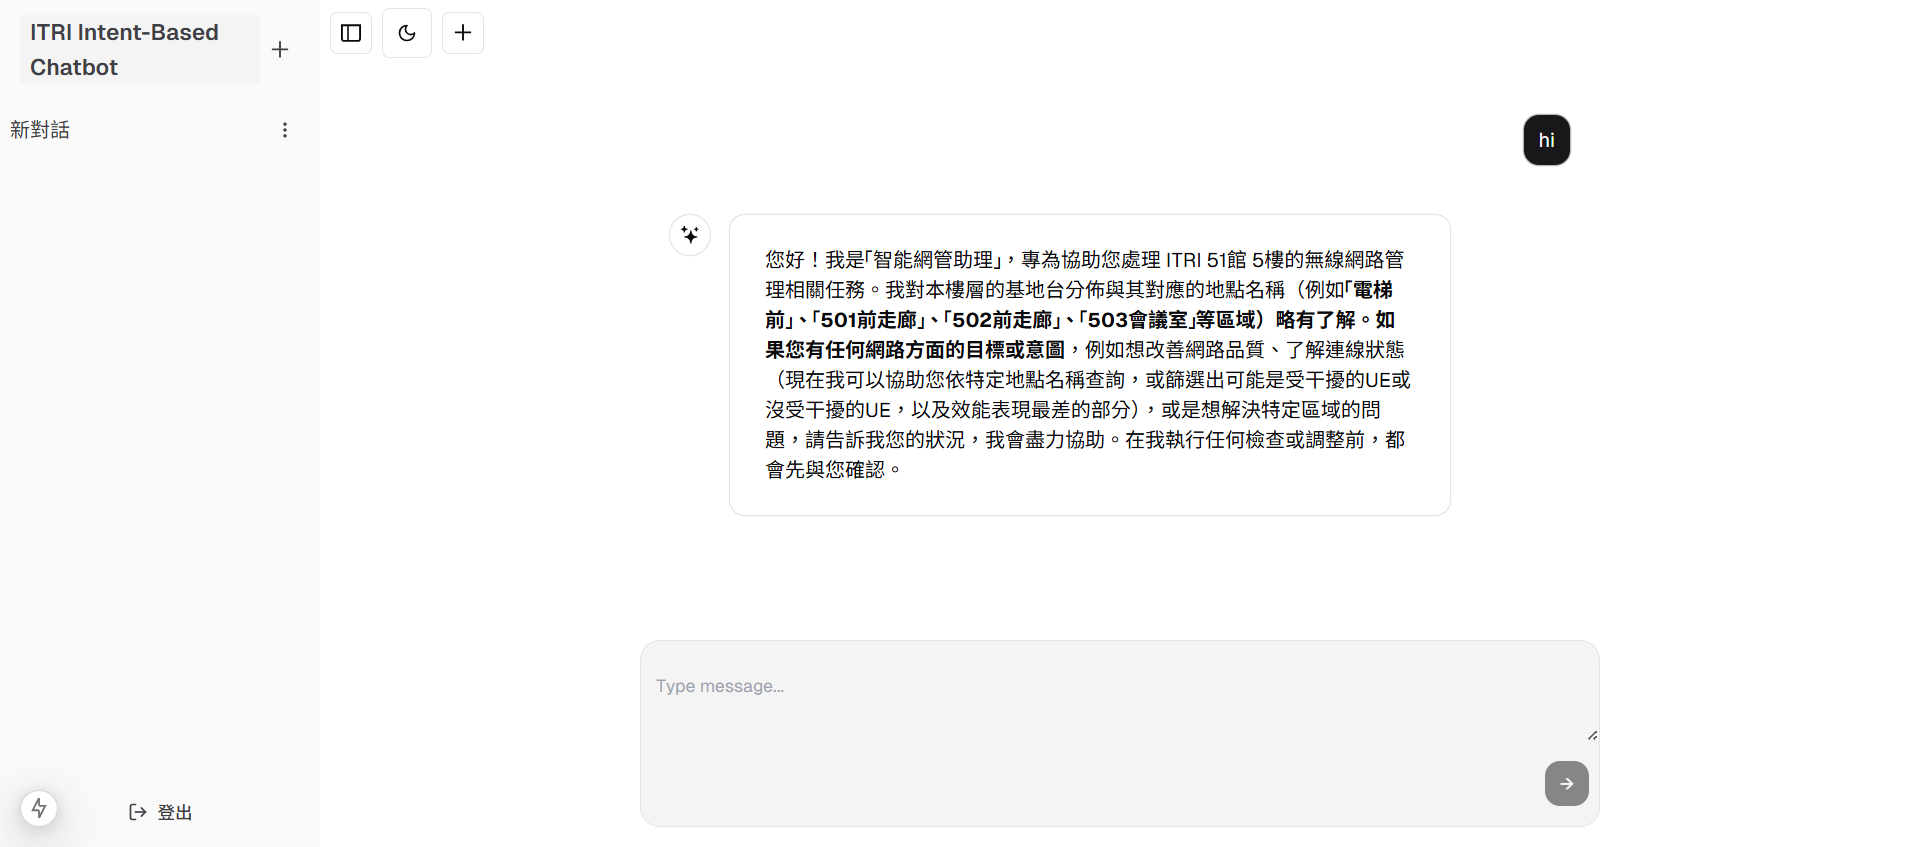 ITRI Intent-Based
Chatbot
新對話
hi
您好！我是「智能網管助理」，專為協助您處理 ITRI 51館 5樓的無線網路管
理相關任務。我對本樓層的基地台分佈與其對應的地點名稱（例如「電梯
前」、「501前走廊」、「502前走廊」、「503會議室」等區域）略有了解。如
果您有任何網路方面的目標或意圖，例如想改善網路品質、了解連線狀態
（現在我可以協助您依特定地點名稱查詢，或篩選出可能是受干擾的UE或
沒受干擾的UE，以及效能表現最差的部分），或是想解決特定區域的問
題，請告訴我您的狀況，我會盡力協助。在我執行任何檢查或調整前，都
會先與您確認。
Type message...
登出